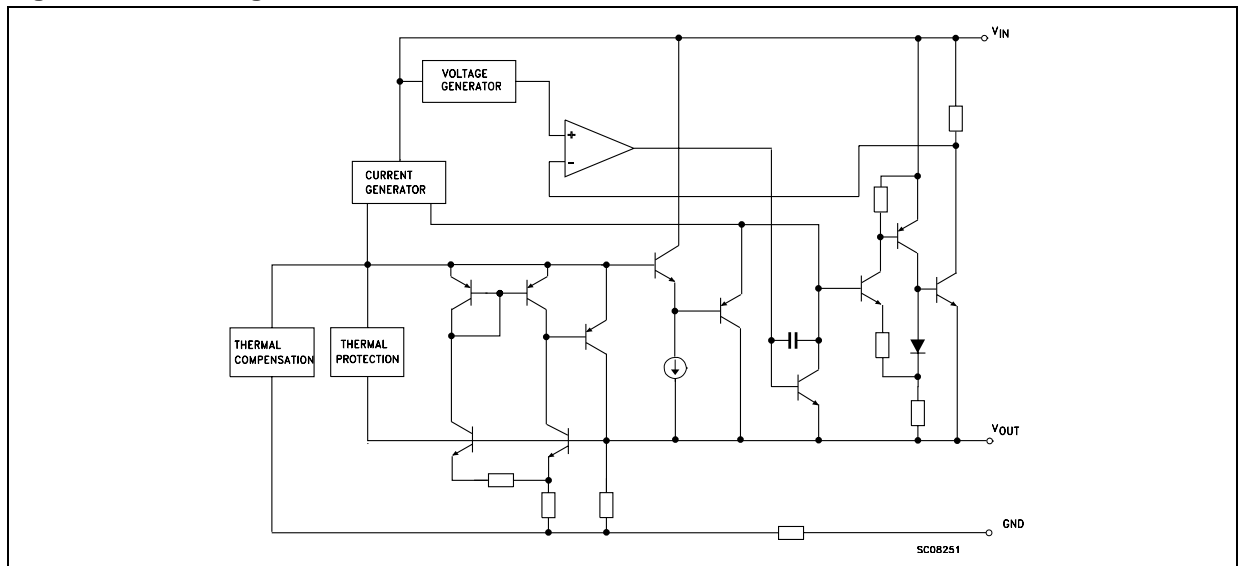 VIN
VOLTAGE
GENERATOR
+
-
CURRENT
GENERATOR
THERMAL
COMPENSATION
THERMAL
PROTECTION
VOUT
GND
SC08251